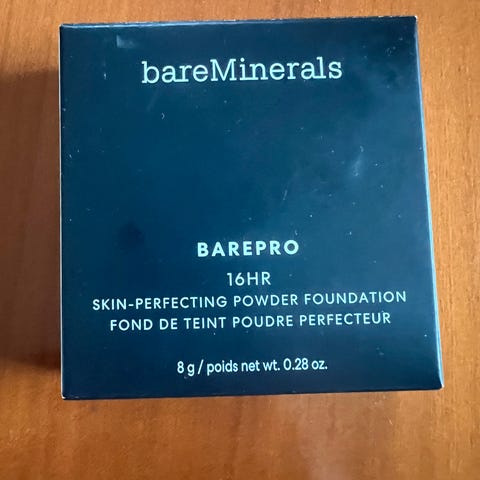 bareMinerals
BAREPRO
16HR
SKIN-PERFECTING POWDER FOUNDATION
FOND DE TEINT POUDRE PERFECTEUR
8 g / poids net wt. 0.28 oz.